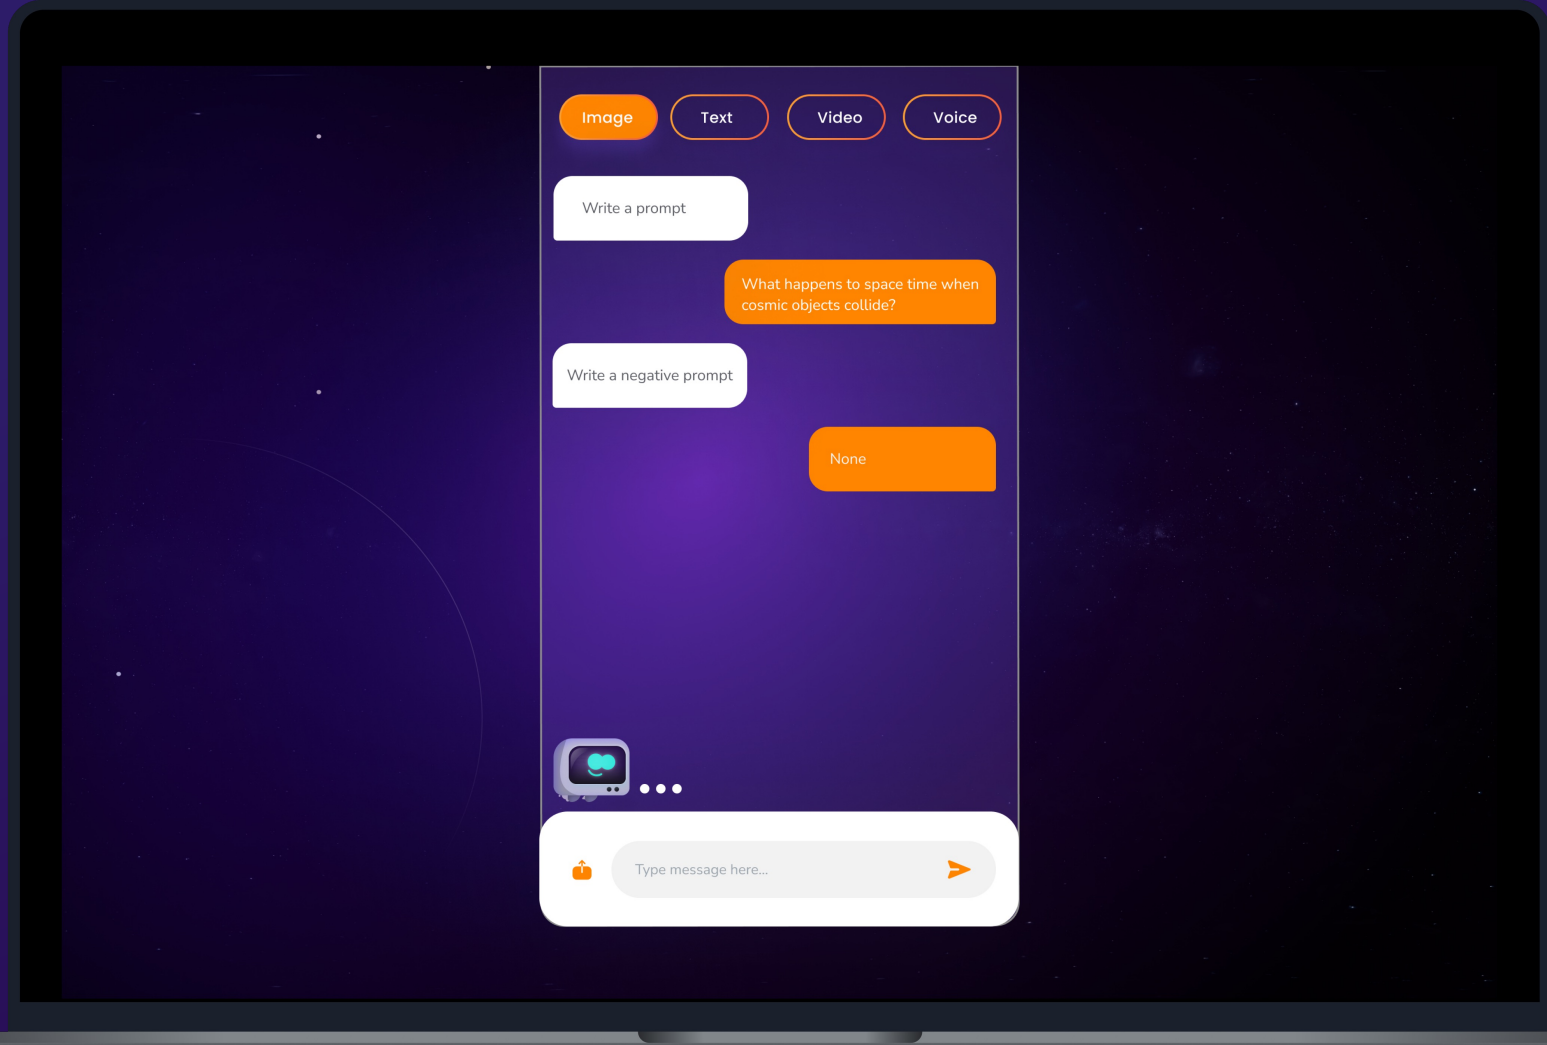 Image
Text
Video
Voice
Write a prompt
What happens to space time when
cosmic objects collide?
Write a negative prompt
None
Type message here...